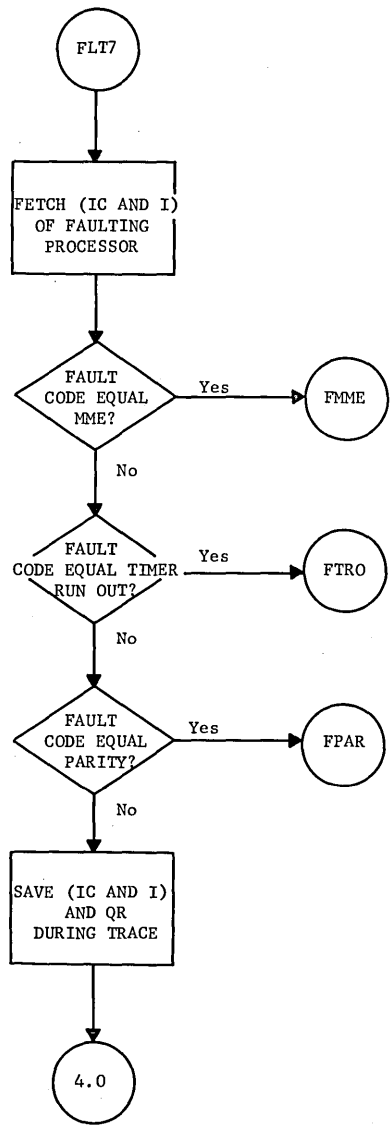 FLT7
FETCH (IC AND I)
OF FAULTING
PROCESSOR
FAULT
CODE EQUAL
MME?
Yes
FMME
No
FAULT
CODE EQUAL TIMER
RUN OUT?
Yes
FTRO
No
FAULT
CODE EQUAL
PARITY?
Yes
FPAR
No
SAVE (IC AND I)
AND QR
DURING TRACE
4.0